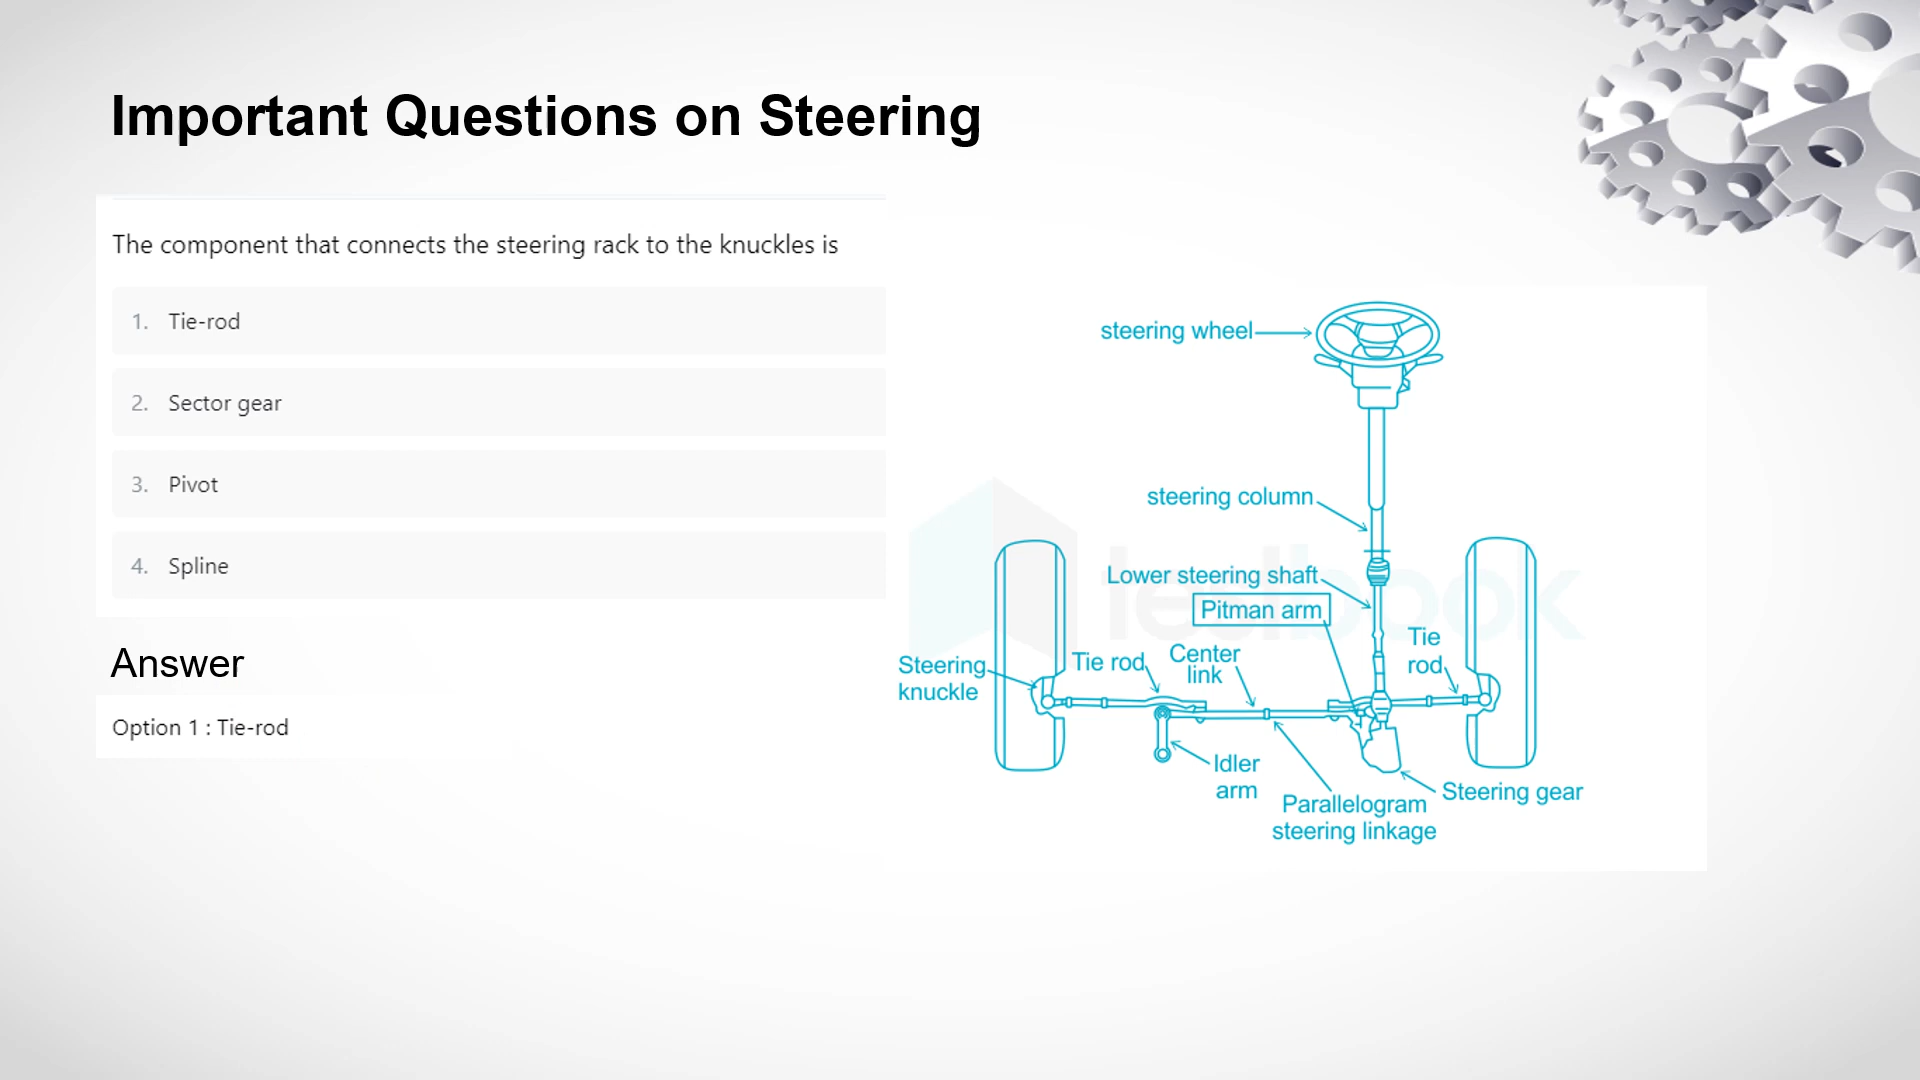 Important Questions on Steering
The component that connects the steering rack to the knuckles is
1. Tie-rod
2. Sector gear
3. Pivot
4. Spline
Answer
Option 1 : Tie-rod
steering wheel
steering column
Lower steering shaft
Pitman arm
Tie
rod
Steering
knuckle
Tie rod
Center
link
Idler
arm
Parallelogram
steering linkage
Steering gear
testbook